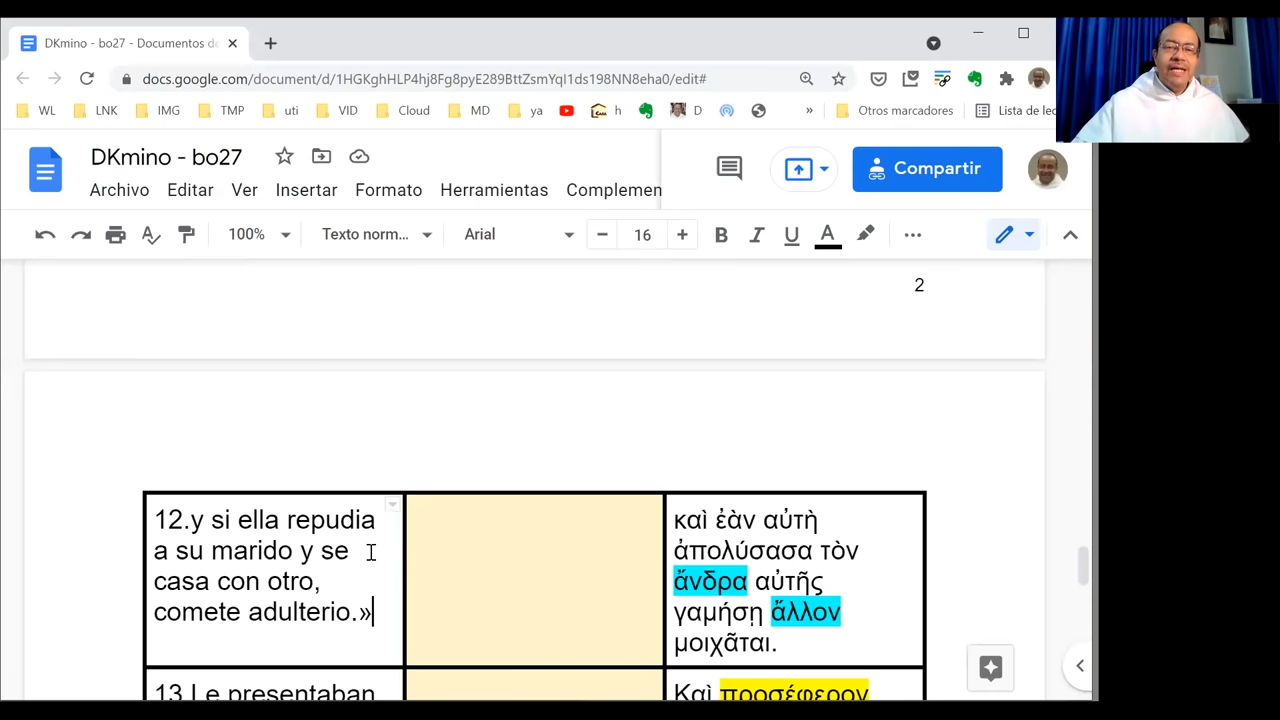 DKmino - bo27 - Documentos de
docs.google.com/document/d/1HGKghHLP4hj8Fg8pyE289BttZsmYqI1ds198NN8eha0/edit#
WL LNK IMG TMP uti VID Cloud MD ya h D » Otros marcadores Lista de lec
DKmino - bo27
Compartir
Archivo Editar Ver Insertar Formato Herramientas Complemen
100% Texto norm... Arial − 16 + B I U A
2
12.y si ella repudia
a su marido y se
casa con otro,
comete adulterio.»
καὶ ἐὰν αὐτὴ
ἀπολύσασα τὸν
ἄνδρα αὐτῆς
γαμήσῃ ἄλλον
μοιχᾶται.
13.Le presentaban
Καὶ προσέφερον